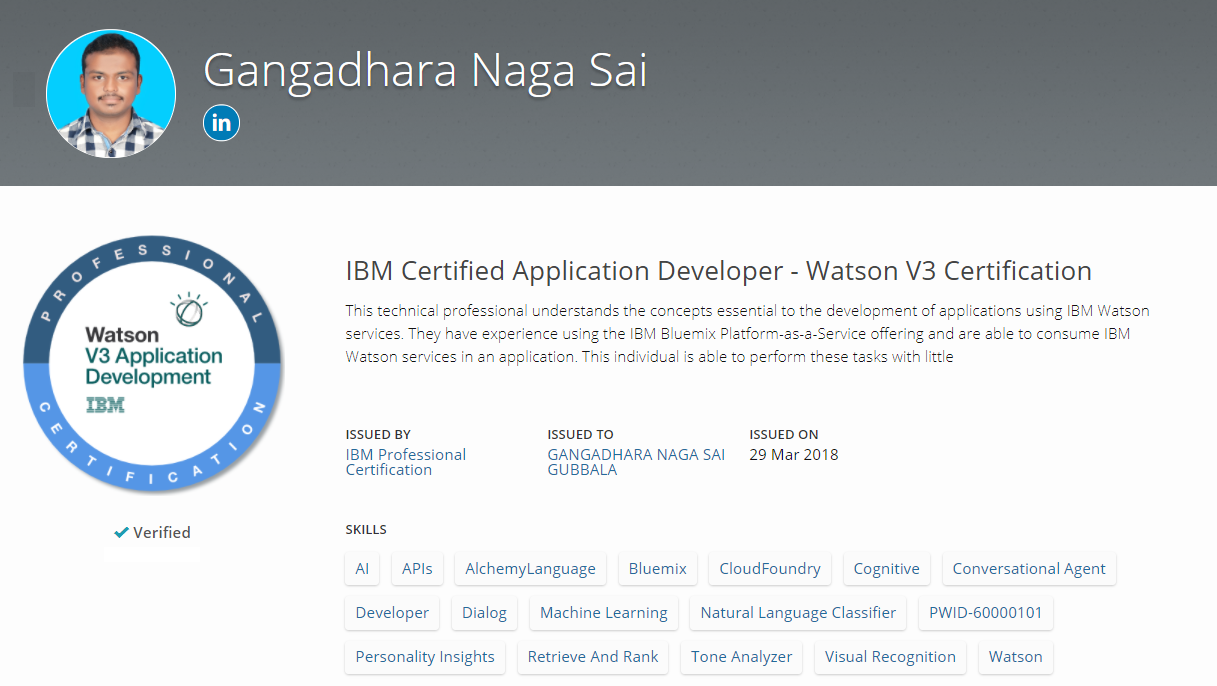 Gangadhara Naga Sai
in
PROFESSIONAL
Watson
V3 Application
Development
IBM
CERTIFICATION
Verified
IBM Certified Application Developer - Watson V3 Certification
This technical professional understands the concepts essential to the development of applications using IBM Watson
services. They have experience using the IBM Bluemix Platform-as-a-Service offering and are able to consume IBM
Watson services in an application. This individual is able to perform these tasks with little
ISSUED BY
IBM Professional
Certification
ISSUED TO
GANGADHARA NAGA SAI
GUBBALA
ISSUED ON
29 Mar 2018
SKILLS
AI APIs AlchemyLanguage Bluemix CloudFoundry Cognitive Conversational Agent
Developer Dialog Machine Learning Natural Language Classifier PWID-60000101
Personality Insights Retrieve And Rank Tone Analyzer Visual Recognition Watson